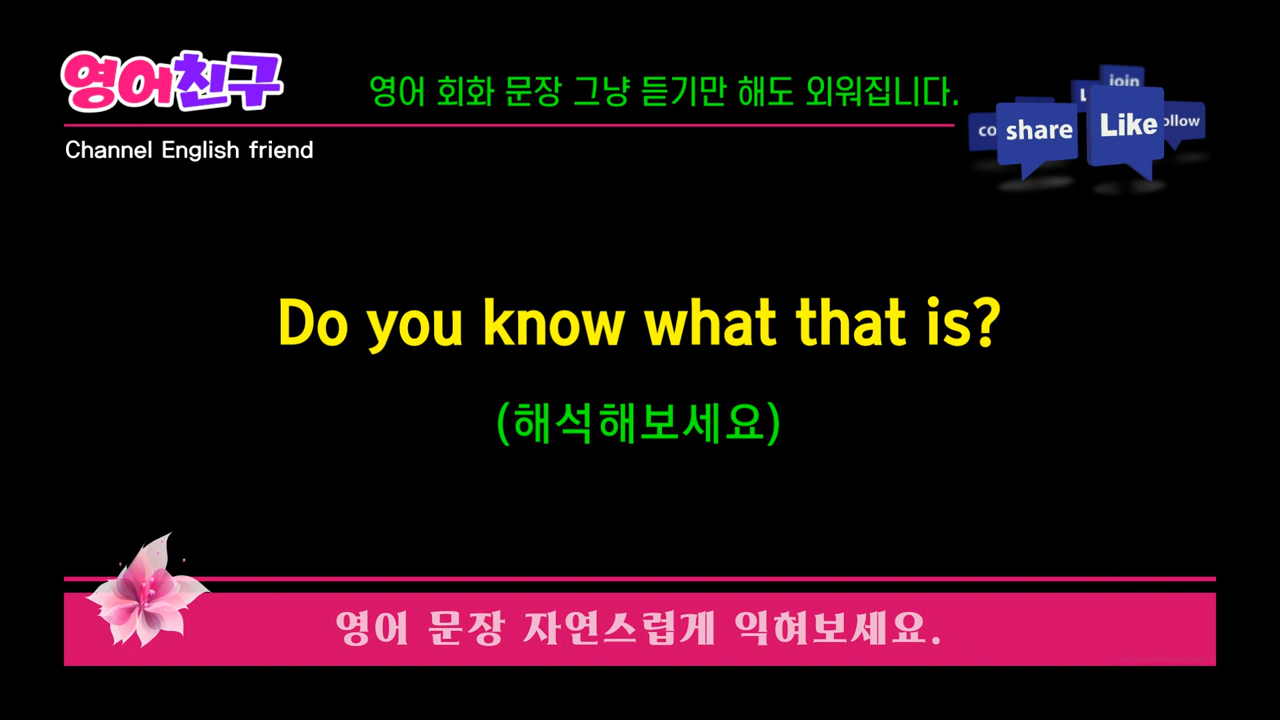 영어친구
영어 회화 문장 그냥 듣기만 해도 외워집니다.
Channel English friend
join
share
Like
Do you know what that is?
(해석해보세요)
영어 문장 자연스럽게 익혀보세요.